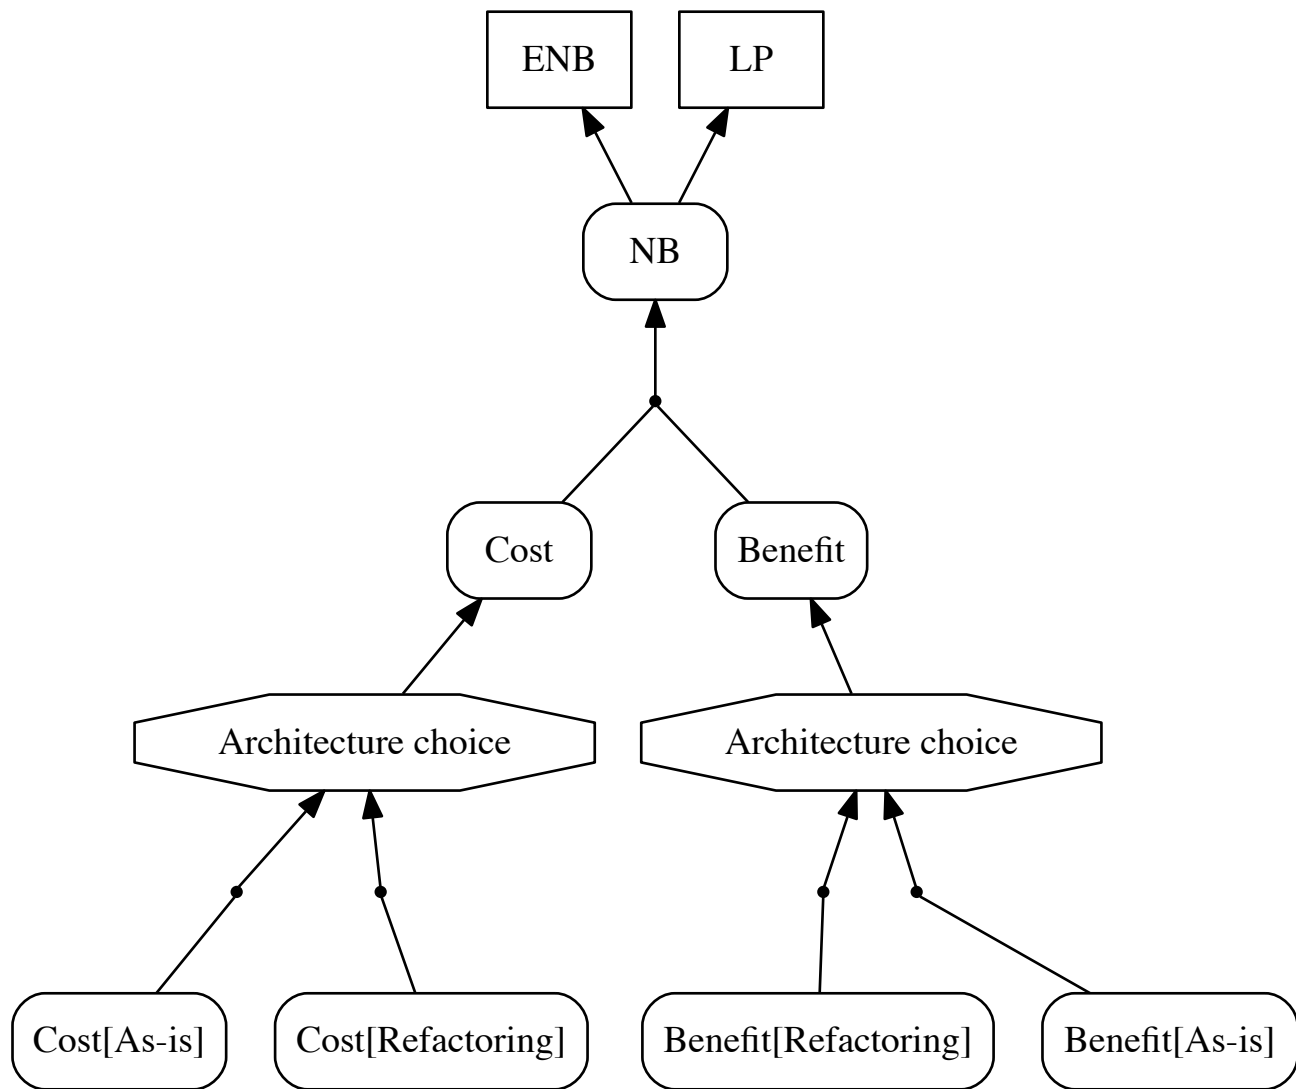 ENB
LP
NB
Cost
Benefit
Architecture choice
Architecture choice
Cost[As-is]
Cost[Refactoring]
Benefit[Refactoring]
Benefit[As-is]